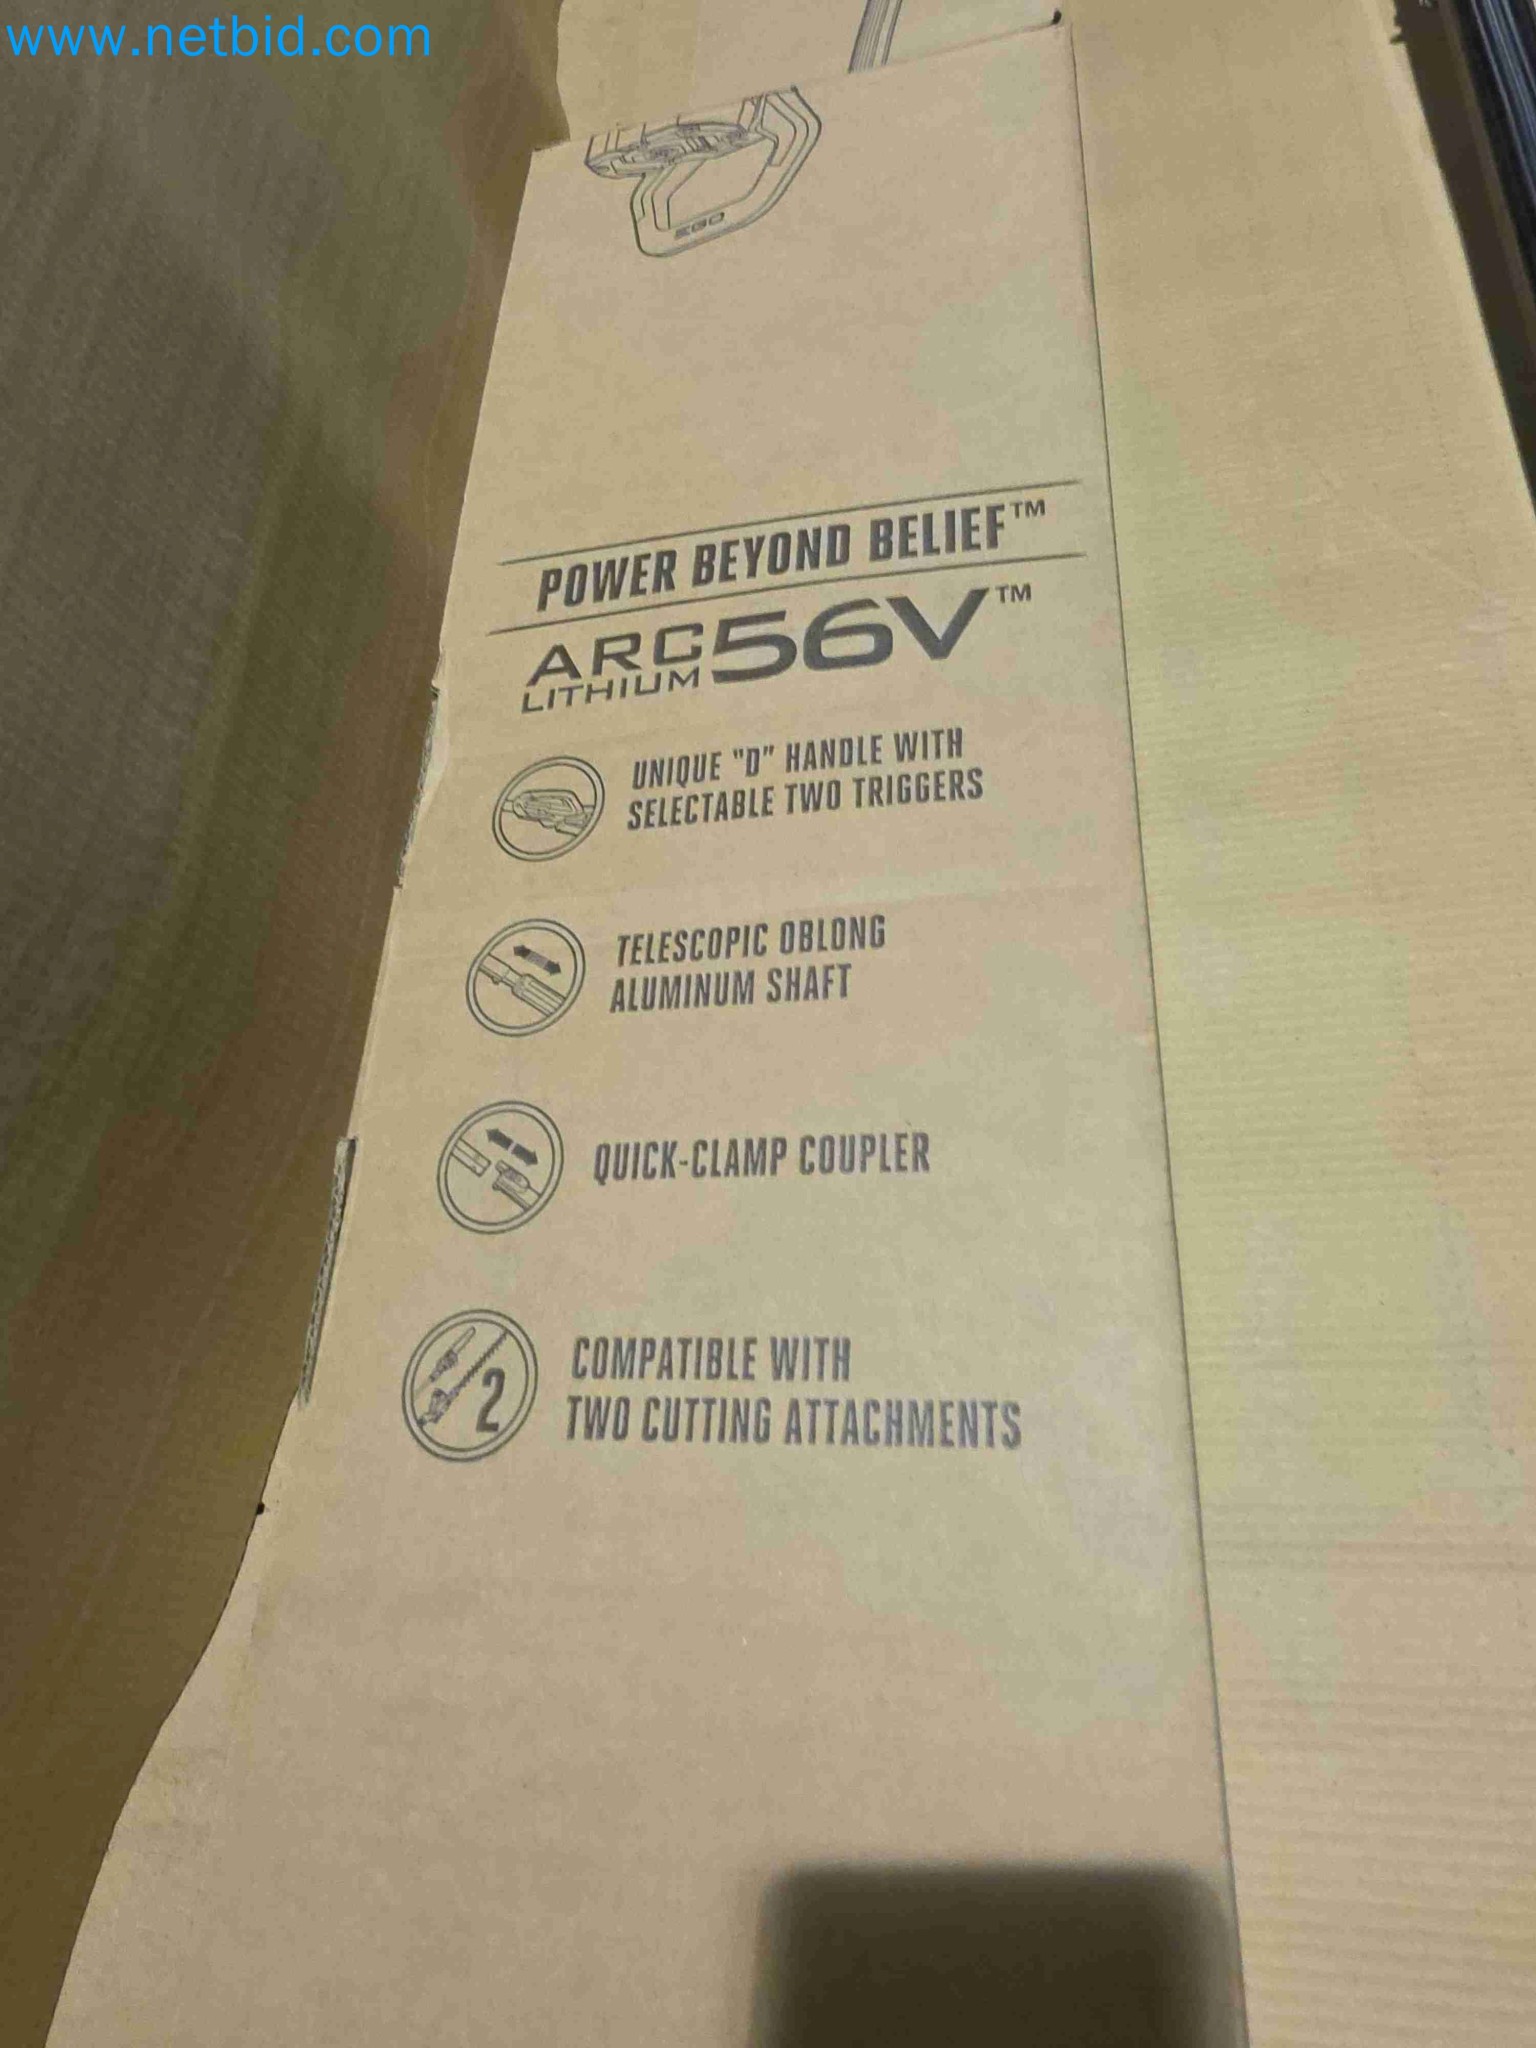 www.netbid.com
EGO
POWER BEYOND BELIEF™
ARC 56V™
LITHIUM
UNIQUE "D" HANDLE WITH
SELECTABLE TWO TRIGGERS
TELESCOPIC OBLONG
ALUMINUM SHAFT
QUICK-CLAMP COUPLER
2
COMPATIBLE WITH
TWO CUTTING ATTACHMENTS